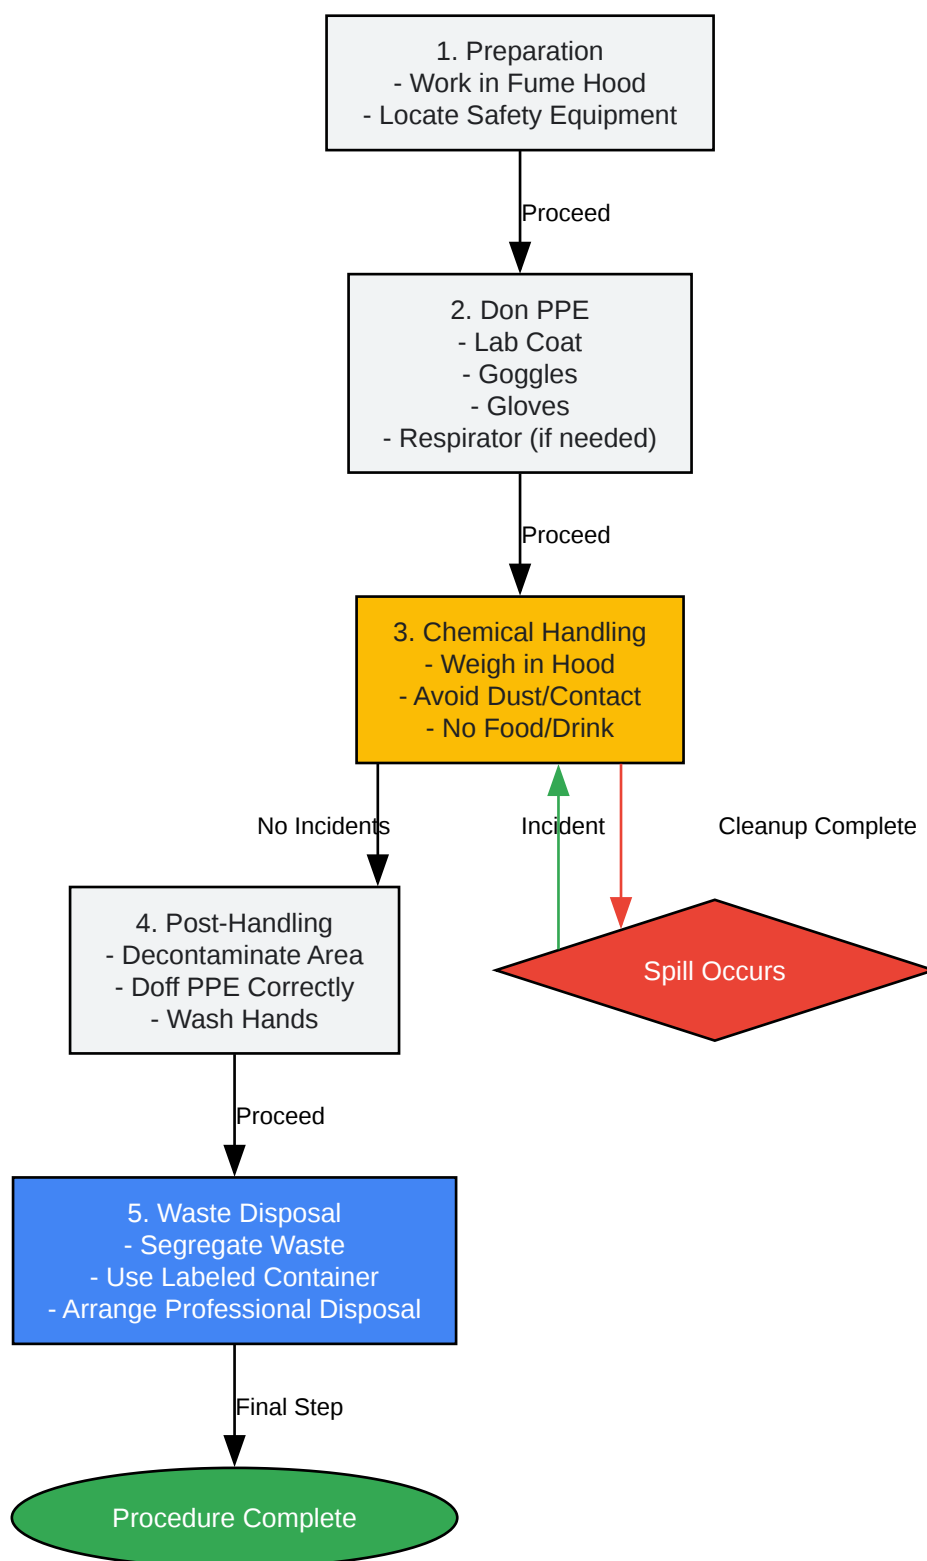 1. Preparation
- Work in Fume Hood
- Locate Safety Equipment
Proceed
2. Don PPE
- Lab Coat
- Goggles
- Gloves
- Respirator (if needed)
Proceed
3. Chemical Handling
- Weigh in Hood
- Avoid Dust/Contact
- No Food/Drink
No Incidents
Incident
Cleanup Complete
4. Post-Handling
- Decontaminate Area
- Doff PPE Correctly
- Wash Hands
Spill Occurs
Proceed
5. Waste Disposal
- Segregate Waste
- Use Labeled Container
- Arrange Professional Disposal
Final Step
Procedure Complete